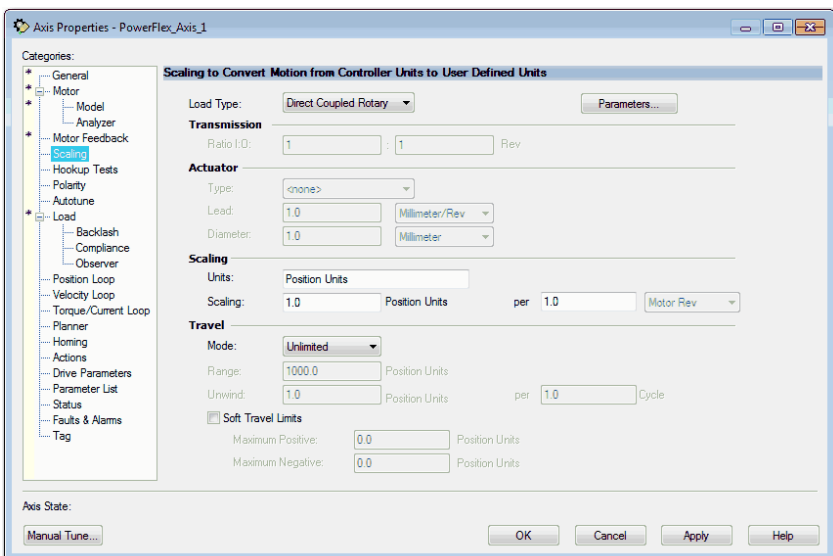 Axis Properties - PowerFlex_Axis_1
Categories:
General
Motor
Model
Analyzer
Motor Feedback
Scaling
Hookup Tests
Polarity
Autotune
Load
Backlash
Compliance
Observer
Position Loop
Velocity Loop
Torque/Current Loop
Planner
Homing
Actions
Drive Parameters
Parameter List
Status
Faults & Alarms
Tag
Scaling to Convert Motion from Controller Units to User Defined Units
Load Type: Direct Coupled Rotary Parameters...
Transmission
Ratio I:O: 1 : 1 Rev
Actuator
Type: <none>
Lead: 1.0 Millimeter/Rev
Diameter: 1.0 Millimeter
Scaling
Units: Position Units
Scaling: 1.0 Position Units per 1.0 Motor Rev
Travel
Mode: Unlimited
Range: 1000.0 Position Units
Unwind: 1.0 Position Units per 1.0 Cycle
Soft Travel Limits
Maximum Positive: 0.0 Position Units
Maximum Negative: 0.0 Position Units
Axis State:
Manual Tune... OK Cancel Apply Help